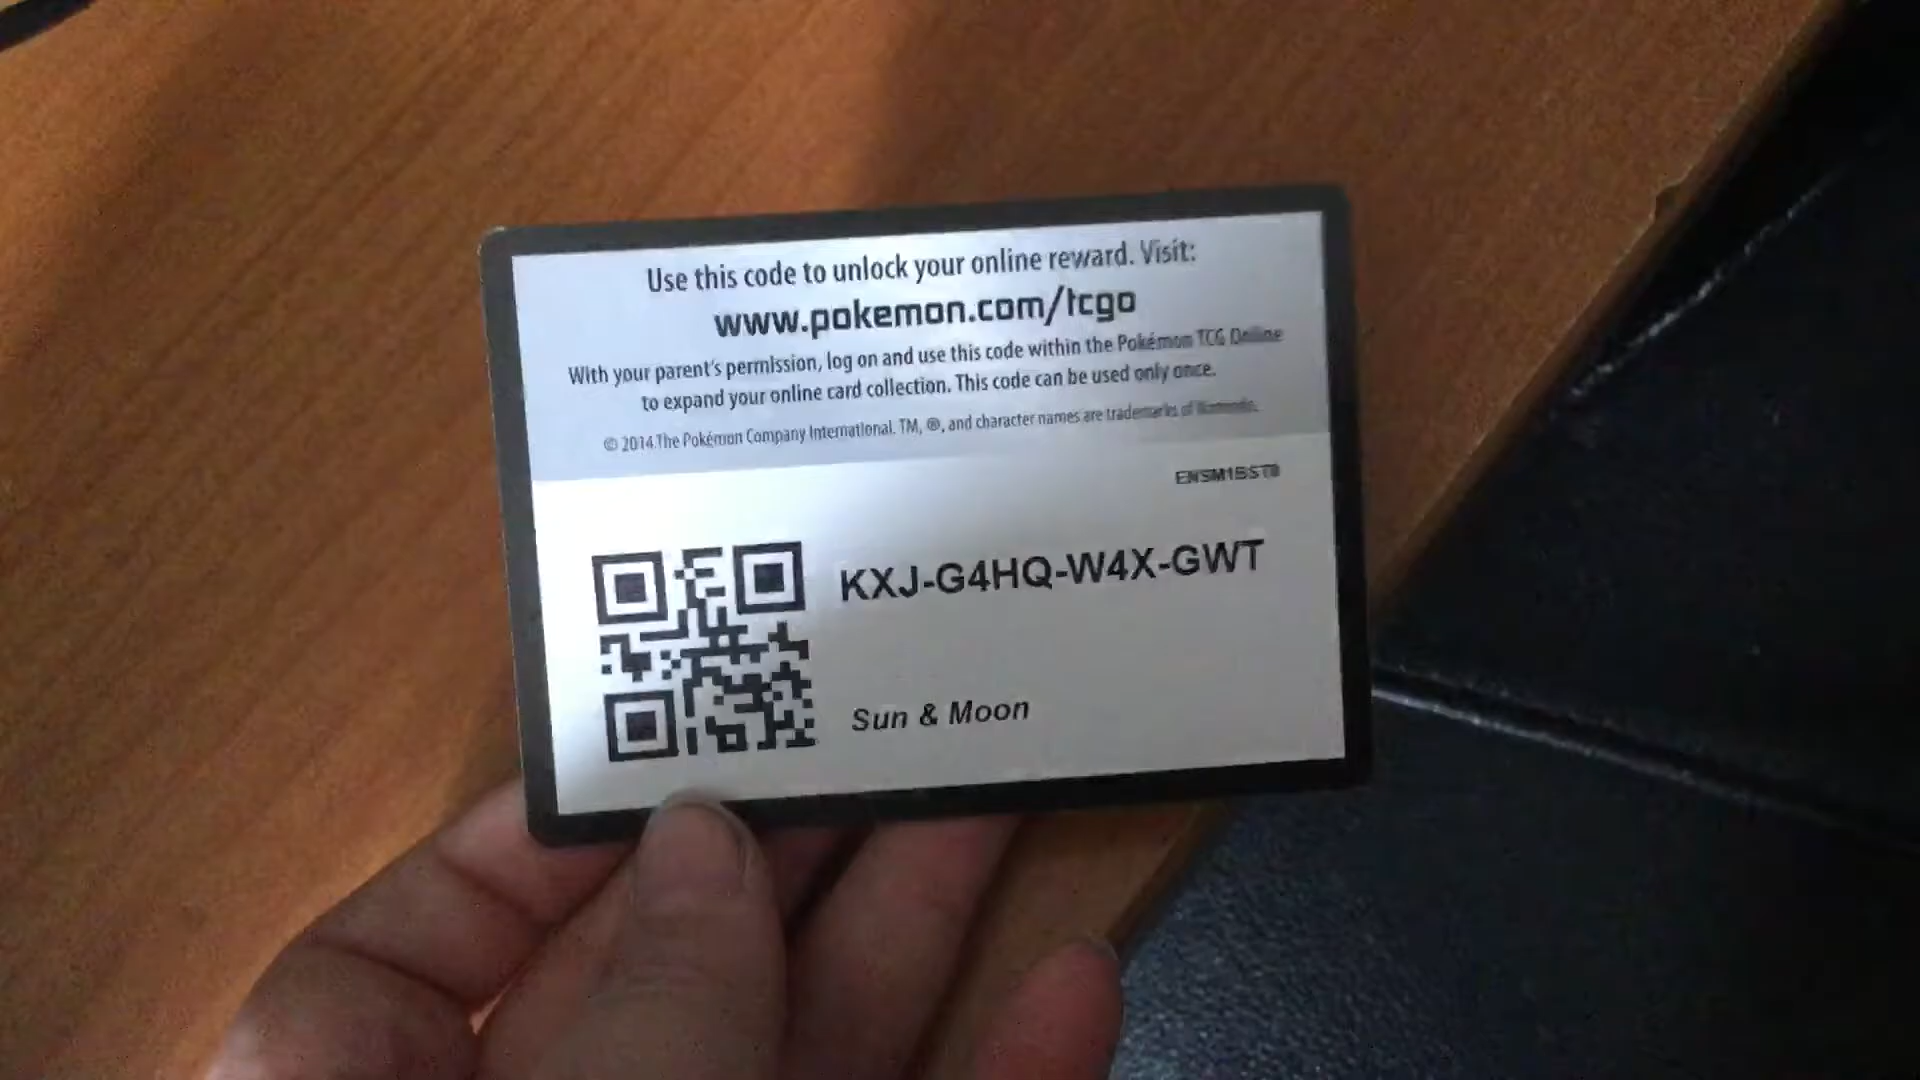 Use this code to unlock your online reward. Visit:
www.pokemon.com/tcgo
With your parent's permission, log on and use this code within the Pokémon TCG Online
to expand your online card collection. This code can be used only once.
© 2014 The Pokémon Company International. TM, ®, and character names are trademarks of Nintendo.
ENSM1BST0
KXJ-G4HQ-W4X-GWT
Sun & Moon